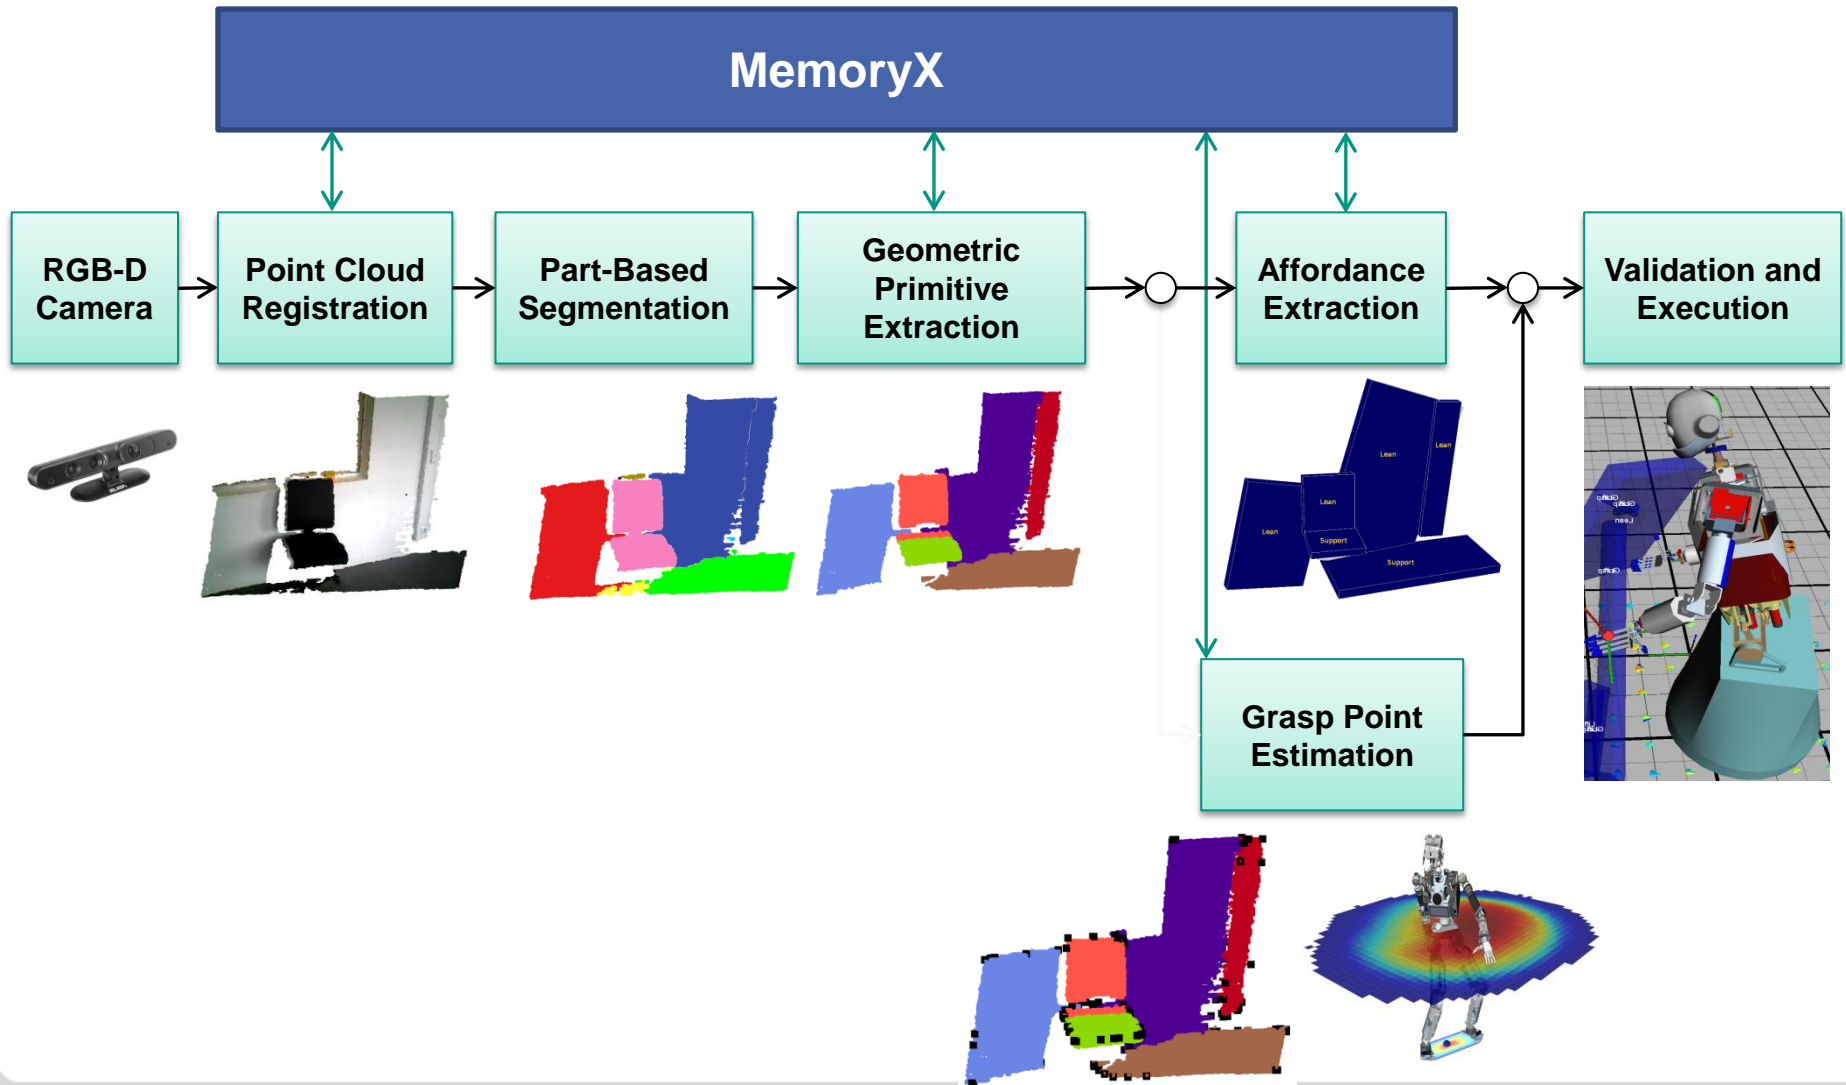 MemoryX
RGB-D
Camera
Point Cloud
Registration
Part-Based
Segmentation
Geometric
Primitive
Extraction
Affordance
Extraction
Validation and
Execution
Lean
Lean
Lean
Lean
Support
Support
Lean
Grasp Point
Estimation